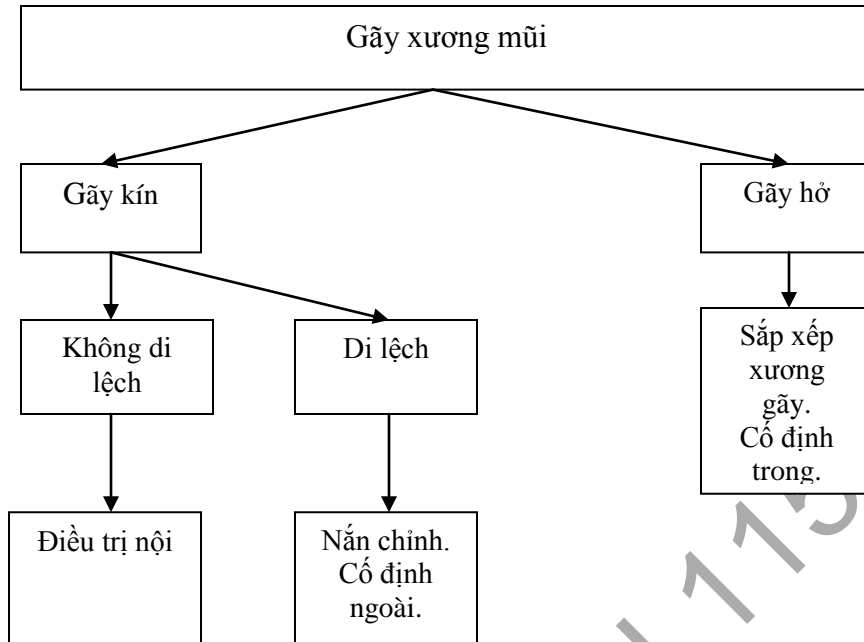 Gãy xương mũi
Gãy kín
Gãy hở
Không di
lệch
Di lệch
Sắp xếp
xương
gãy.
Cố định
trong.
Điều trị nội
Nắn chỉnh.
Cố định
ngoài.
115